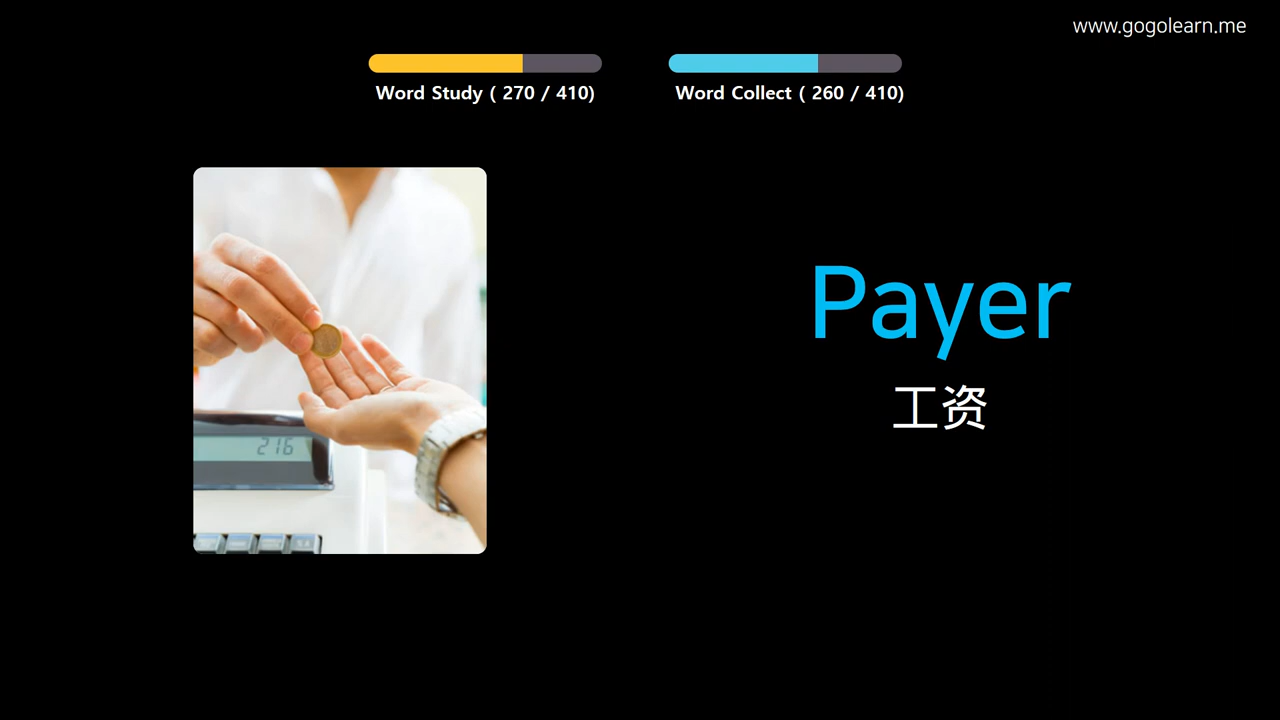 www.gogolearn.me
Word Study ( 270 / 410)
Word Collect ( 260 / 410)
Payer
工资
216